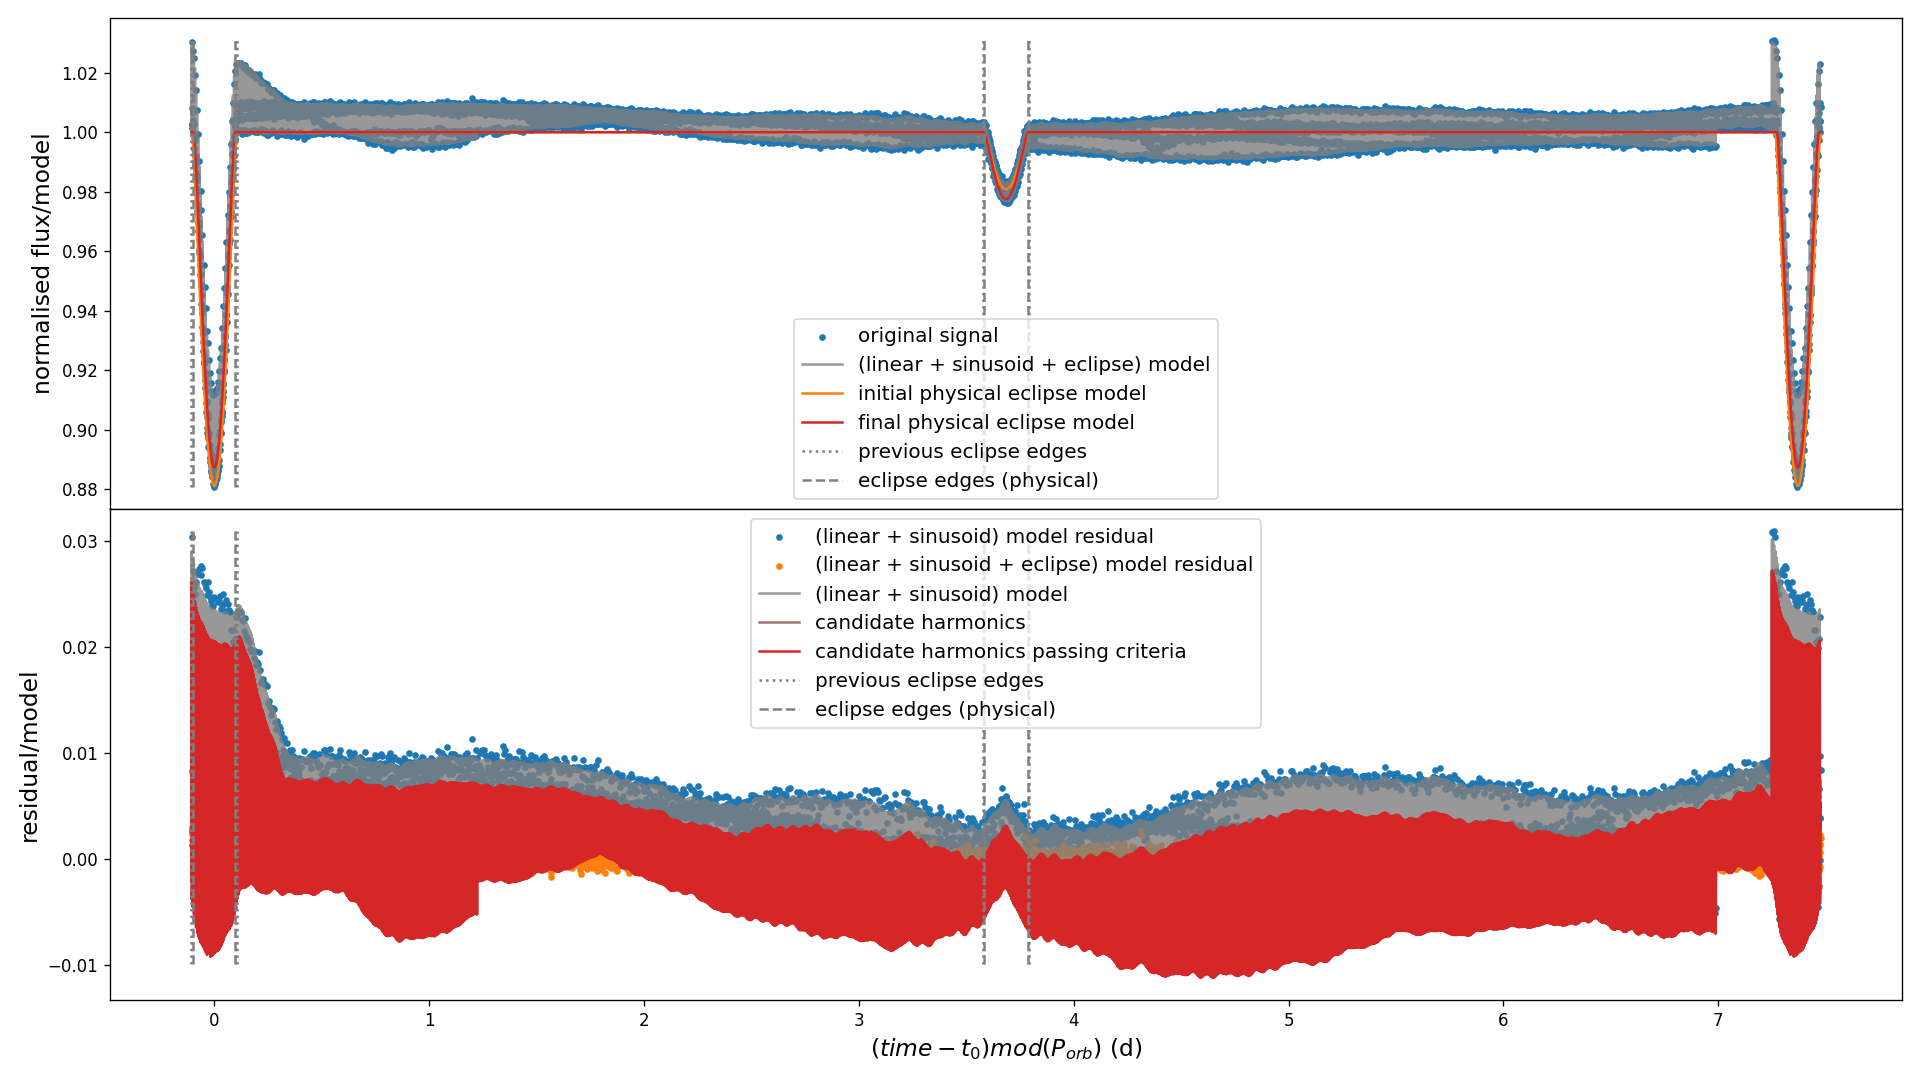 normalised flux/model
1.02
1.00
0.98
0.96
0.94
0.92
0.90
0.88
original signal
(linear + sinusoid + eclipse) model
initial physical eclipse model
final physical eclipse model
previous eclipse edges
eclipse edges (physical)
residual/model
0.03
0.02
0.01
0.00
−0.01
(linear + sinusoid) model residual
(linear + sinusoid + eclipse) model residual
(linear + sinusoid) model
candidate harmonics
candidate harmonics passing criteria
previous eclipse edges
eclipse edges (physical)
0 1 2 3 4 5 6 7
(time − t₀)mod(Pₒᵣb) (d)